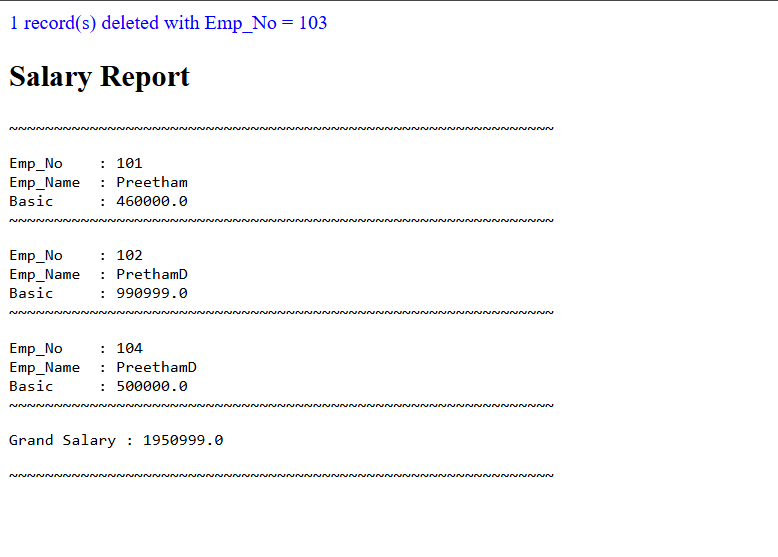 1 record(s) deleted with Emp_No = 103
Salary Report
~~~~~~~~~~~~~~~~~~~~~~~~~~~~~~~~~~~~~~~~~~~~~~~~~~~~~~~~~~~~~
Emp_No    : 101
Emp_Name  : Preetham
Basic     : 460000.0
~~~~~~~~~~~~~~~~~~~~~~~~~~~~~~~~~~~~~~~~~~~~~~~~~~~~~~~~~~~~~
Emp_No    : 102
Emp_Name  : PrethamD
Basic     : 990999.0
~~~~~~~~~~~~~~~~~~~~~~~~~~~~~~~~~~~~~~~~~~~~~~~~~~~~~~~~~~~~~
Emp_No    : 104
Emp_Name  : PreethamD
Basic     : 500000.0
~~~~~~~~~~~~~~~~~~~~~~~~~~~~~~~~~~~~~~~~~~~~~~~~~~~~~~~~~~~~~
Grand Salary : 1950999.0
~~~~~~~~~~~~~~~~~~~~~~~~~~~~~~~~~~~~~~~~~~~~~~~~~~~~~~~~~~~~~